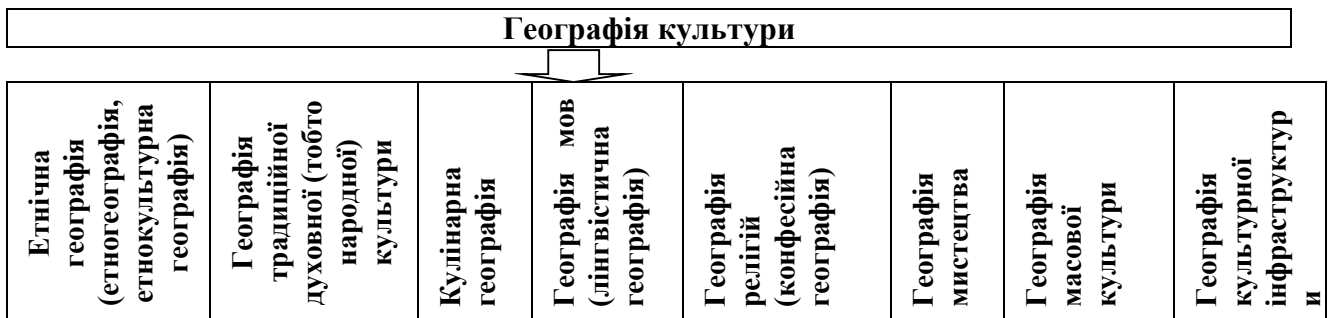 Географія культури
Етнічна
географія
(етногеографія,
етнокультурна
географія)
Географія
традиційної
духовної (тобто
народної)
культури
Кулінарна
географія
Географія мов
(лінгвістична
географія)
Географія
релігій
(конфесійна
географія)
Географія
мистецтва
Географія
масової
культури
Географія
культурної
інфраструктур
и